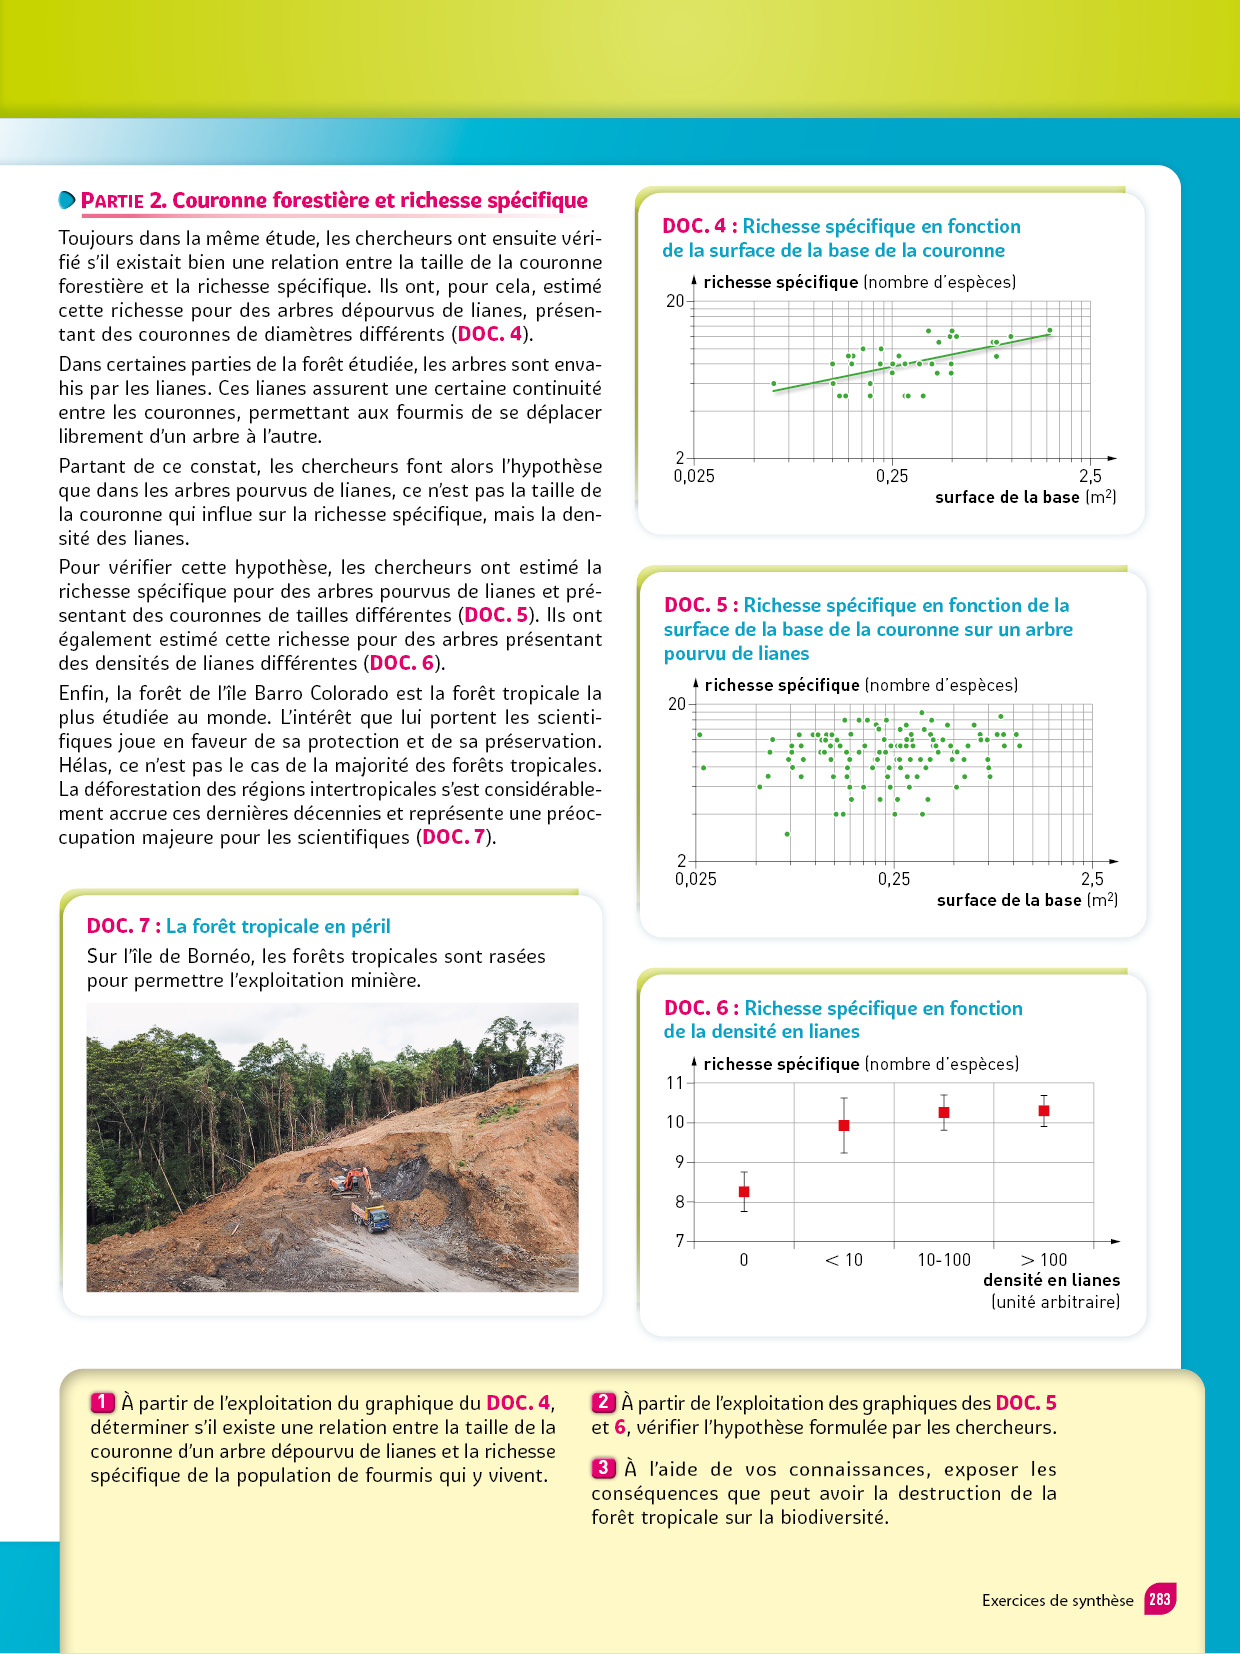 PARTIE 2. Couronne forestière et richesse spécifique
Toujours dans la même étude, les chercheurs ont ensuite véri-
fié s'il existait bien une relation entre la taille de la couronne
forestière et la richesse spécifique. Ils ont, pour cela, estimé
cette richesse pour des arbres dépourvus de lianes, présen-
tant des couronnes de diamètres différents (DOC. 4).
Dans certaines parties de la forêt étudiée, les arbres sont enva-
his par les lianes. Ces lianes assurent une certaine continuité
entre les couronnes, permettant aux fourmis de se déplacer
librement d'un arbre à l'autre.
Partant de ce constat, les chercheurs font alors l'hypothèse
que dans les arbres pourvus de lianes, ce n'est pas la taille de
la couronne qui influe sur la richesse spécifique, mais la den-
sité des lianes.
Pour vérifier cette hypothèse, les chercheurs ont estimé la
richesse spécifique pour des arbres pourvus de lianes et pré-
sentant des couronnes de tailles différentes (DOC. 5). Ils ont
également estimé cette richesse pour des arbres présentant
des densités de lianes différentes (DOC. 6).
Enfin, la forêt de l'île Barro Colorado est la forêt tropicale la
plus étudiée au monde. L'intérêt que lui portent les scienti-
fiques joue en faveur de sa protection et de sa préservation.
Hélas, ce n'est pas le cas de la majorité des forêts tropicales.
La déforestation des régions intertropicales s'est considérable-
ment accrue ces dernières décennies et représente une préoc-
cupation majeure pour les scientifiques (DOC. 7).
DOC. 7 : La forêt tropicale en péril
Sur l'île de Bornéo, les forêts tropicales sont rasées
pour permettre l'exploitation minière.
DOC. 4 : Richesse spécifique en fonction
de la surface de la base de la couronne
richesse spécifique (nombre d'espèces)
20
2
0,025 0,25 2,5
surface de la base (m²)
DOC. 5 : Richesse spécifique en fonction de la
surface de la base de la couronne sur un arbre
pourvu de lianes
richesse spécifique (nombre d'espèces)
20
2
0,025 0,25 2,5
surface de la base (m²)
DOC. 6 : Richesse spécifique en fonction
de la densité en lianes
richesse spécifique (nombre d'espèces)
11
10
9
8
7
0 < 10 10-100 > 100
densité en lianes
(unité arbitraire)
1 À partir de l'exploitation du graphique du DOC. 4,
déterminer s'il existe une relation entre la taille de la
couronne d'un arbre dépourvu de lianes et la richesse
spécifique de la population de fourmis qui y vivent.
2 À partir de l'exploitation des graphiques des DOC. 5
et 6, vérifier l'hypothèse formulée par les chercheurs.
3 À l'aide de vos connaissances, exposer les
conséquences que peut avoir la destruction de la
forêt tropicale sur la biodiversité.
Exercices de synthèse 283